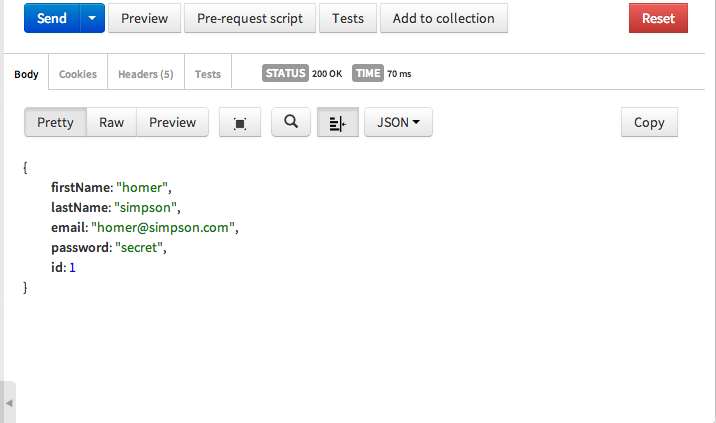 Send Preview Pre-request script Tests Add to collection Reset
Body Cookies Headers (5) Tests STATUS 200 OK TIME 70 ms
Pretty Raw Preview JSON Copy
{
firstName: "homer",
lastName: "simpson",
email: "homer@simpson.com",
password: "secret",
id: 1
}